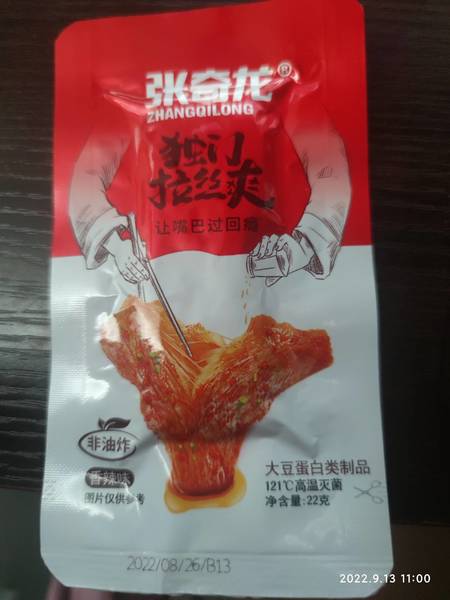 张奇龙®
ZHANGQILONG
独门
拉丝爽
让嘴巴过回瘾
非油炸
香辣味
图片仅供参考
大豆蛋白类制品
121℃高温灭菌
净含量:22克
2022/08/26/B13
2022.9.13 11:00